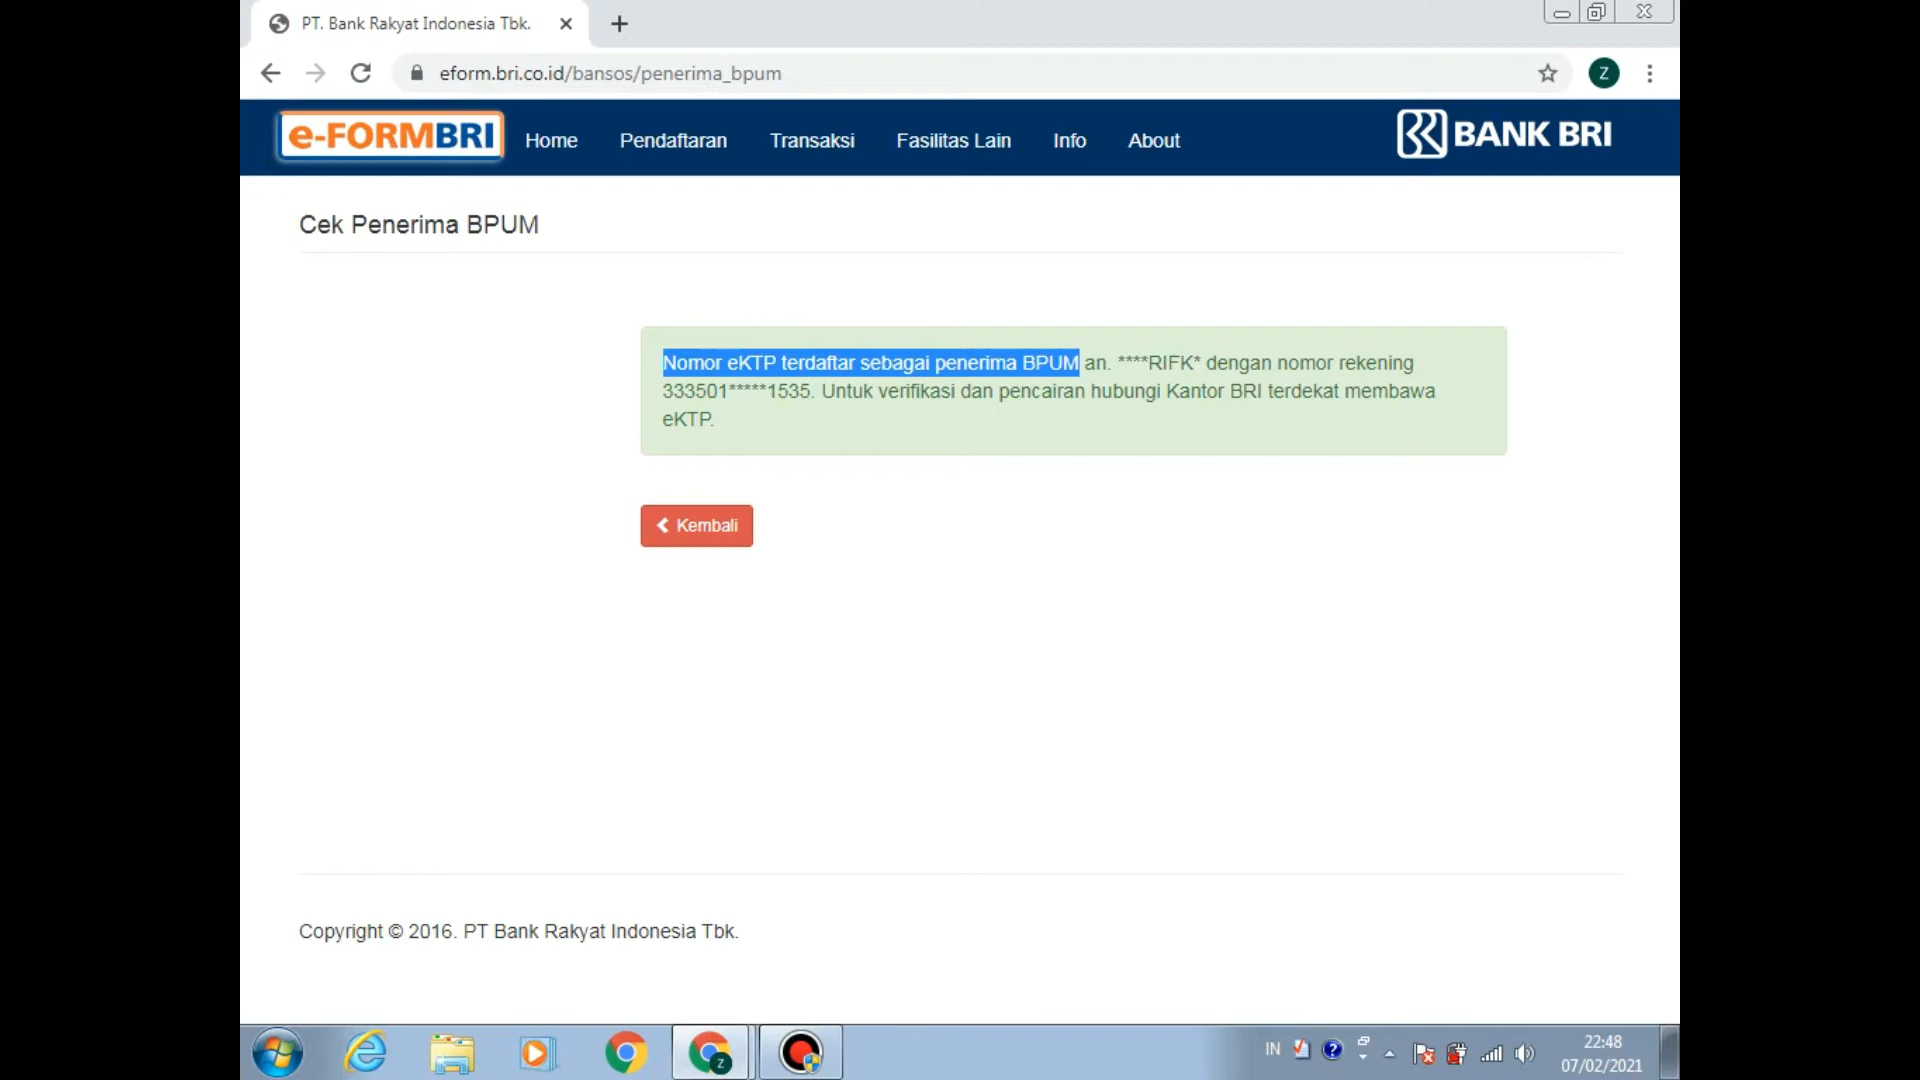 PT. Bank Rakyat Indonesia Tbk.
eform.bri.co.id/bansos/penerima_bpum
Z
e-FORMBRI
Home
Pendaftaran
Transaksi
Fasilitas Lain
Info
About
BANK BRI
Cek Penerima BPUM
Nomor eKTP terdaftar sebagai penerima BPUM an. ****RIFK* dengan nomor rekening
333501*****1535. Untuk verifikasi dan pencairan hubungi Kantor BRI terdekat membawa
eKTP.
Kembali
Copyright © 2016. PT Bank Rakyat Indonesia Tbk.
Z
IN
22:48
07/02/2021